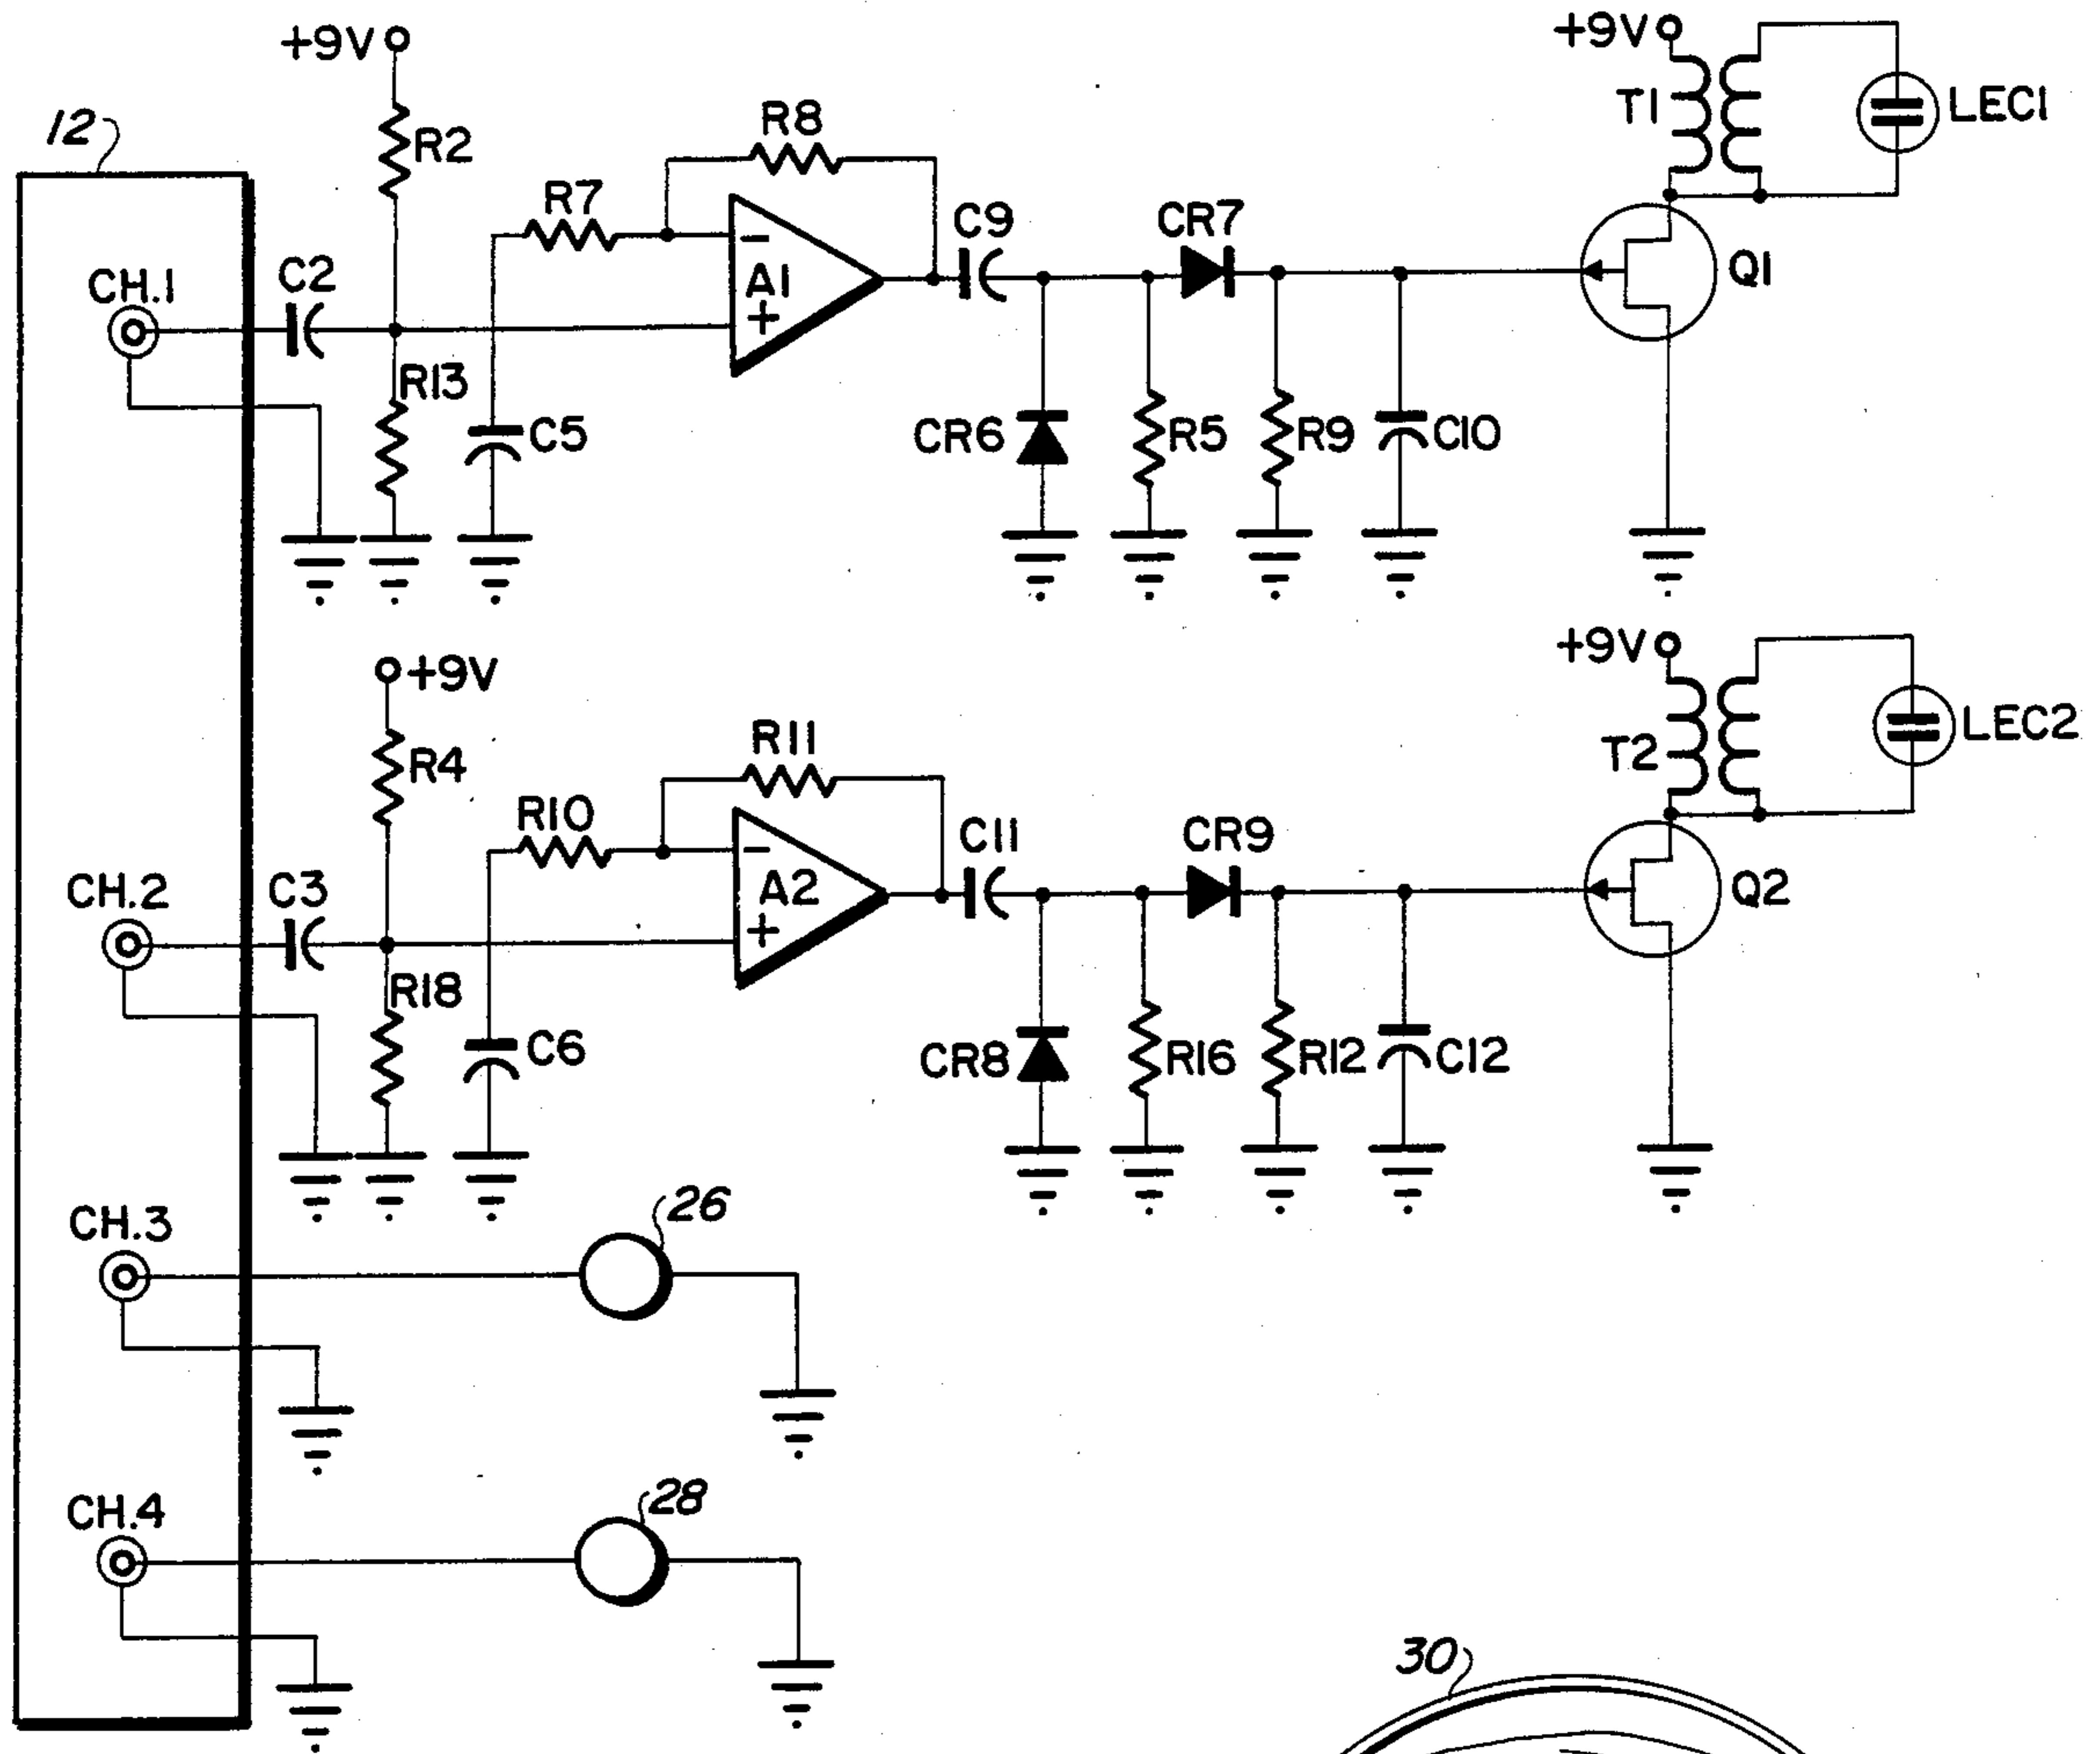 +9V
+9V
12
R2
R8
T1
LEC1
R7
C9
CR7
A1
-
+
Q1
CH.1
C2
R13
C5
CR6
R5
R9
C10
+9V
+9V
R4
R11
T2
LEC2
R10
C11
CR9
A2
-
+
Q2
CH.2
C3
R18
C6
CR8
R16
R12
C12
CH.3
26
CH.4
28
30